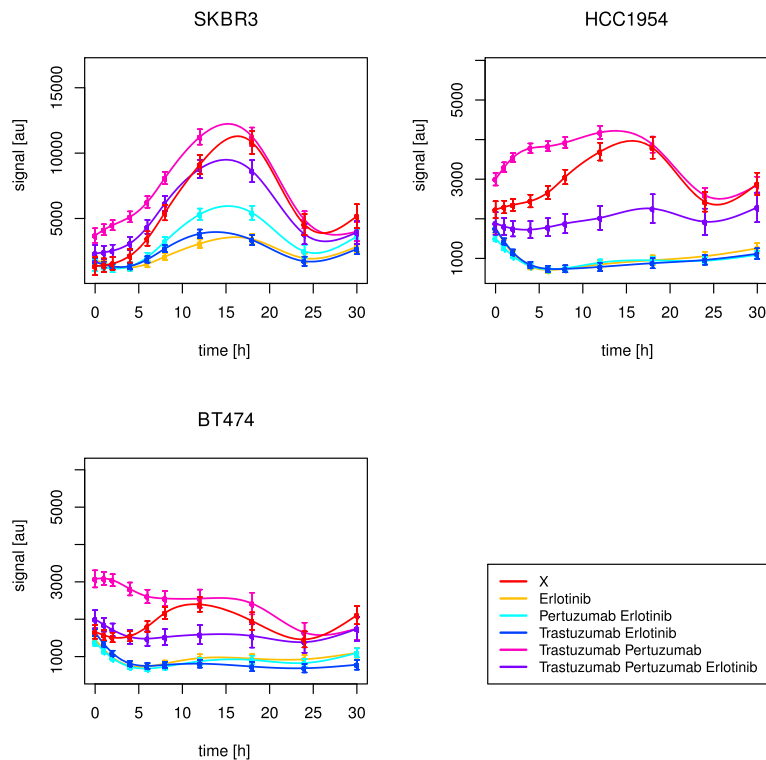 SKBR3
HCC1954
signal [au]
5000 10000 15000
0 5 10 15 20 25 30
time [h]
signal [au]
1000 3000 5000
0 5 10 15 20 25 30
time [h]
BT474
signal [au]
1000 3000 5000
0 5 10 15 20 25 30
time [h]
X
Erlotinib
Pertuzumab Erlotinib
Trastuzumab Erlotinib
Trastuzumab Pertuzumab
Trastuzumab Pertuzumab Erlotinib